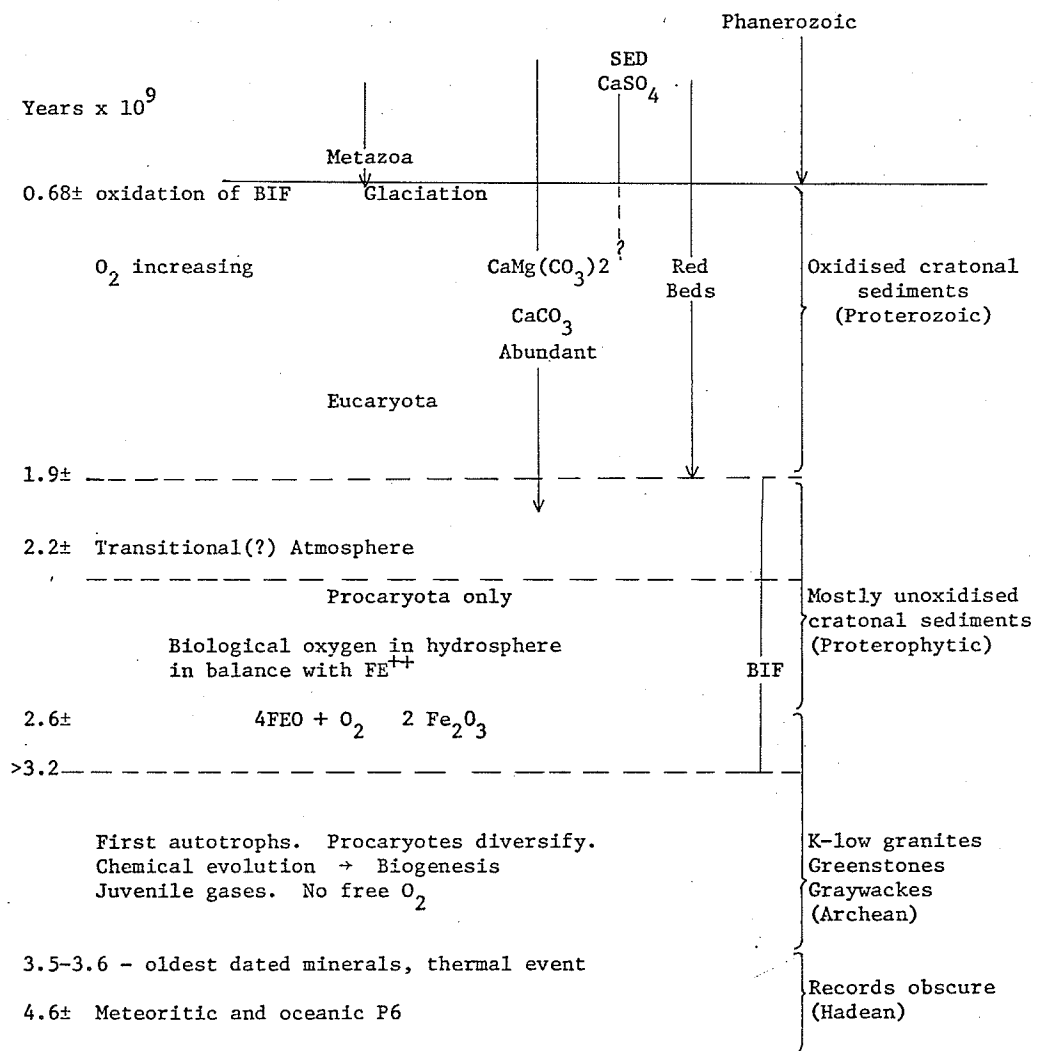 Phanerozoic
SED
CaSO4
Years x 10^9
Metazoa
0.68± oxidation of BIF Glaciation
?
O2 increasing
CaMg(CO3)2
Red
Beds
Oxidised cratonal
sediments
(Proterozoic)
CaCO3
Abundant
Eucaryota
1.9±
2.2± Transitional(?) Atmosphere
Procaryota only
Mostly unoxidised
cratonal sediments
(Proterophytic)
Biological oxygen in hydrosphere
in balance with FE++
BIF
2.6± 4FEO + O2 2 Fe2O3
>3.2
First autotrophs. Procaryotes diversify.
Chemical evolution → Biogenesis
Juvenile gases. No free O2
K-low granites
Greenstones
Graywackes
(Archean)
3.5-3.6 - oldest dated minerals, thermal event
4.6± Meteoritic and oceanic P6
Records obscure
(Hadean)